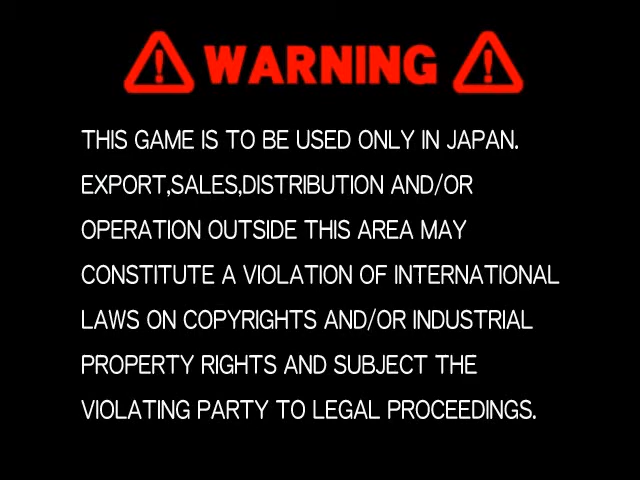 WARNING
THIS GAME IS TO BE USED ONLY IN JAPAN.
EXPORT,SALES,DISTRIBUTION AND/OR
OPERATION OUTSIDE THIS AREA MAY
CONSTITUTE A VIOLATION OF INTERNATIONAL
LAWS ON COPYRIGHTS AND/OR INDUSTRIAL
PROPERTY RIGHTS AND SUBJECT THE
VIOLATING PARTY TO LEGAL PROCEEDINGS.